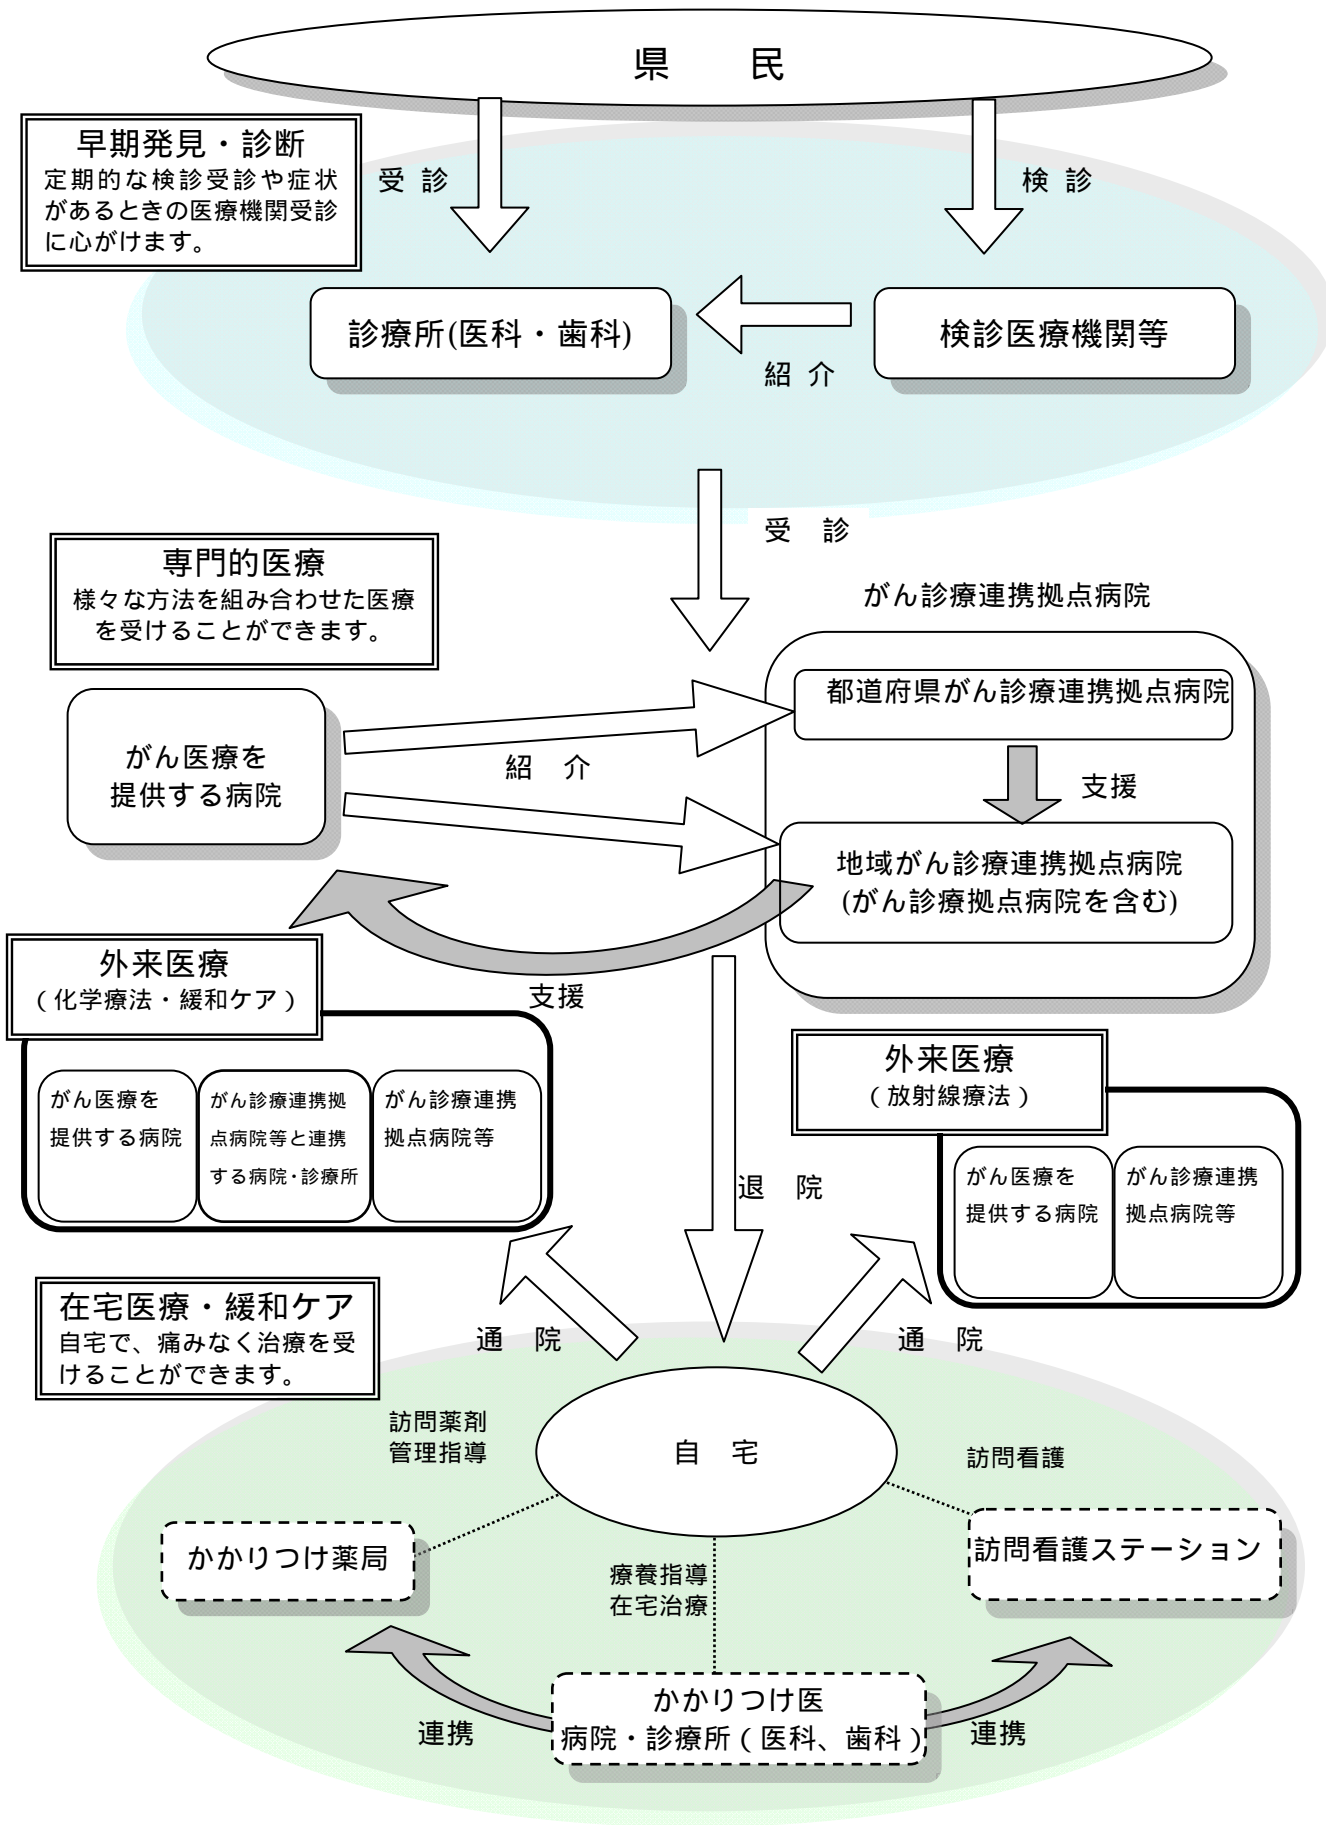 県　民
早期発見・診断
定期的な検診受診や症状
があるときの医療機関受診
に心がけます。
受診
検診
診療所(医科・歯科)
紹介
検診医療機関等
受　診
専門的医療
様々な方法を組み合わせた医療
を受けることができます。
がん診療連携拠点病院
都道府県がん診療連携拠点病院
がん医療を
提供する病院
紹　介
支援
地域がん診療連携拠点病院
(がん診療拠点病院を含む)
支援
外来医療
（化学療法・緩和ケア）
がん医療を
提供する病院
がん診療連携拠
点病院等と連携
する病院・診療所
がん診療連携
拠点病院等
外来医療
（放射線療法）
がん医療を
提供する病院
がん診療連携
拠点病院等
退　院
在宅医療・緩和ケア
自宅で、痛みなく治療を受
けることができます。
通　院
通　院
訪問薬剤
管理指導
自　宅
訪問看護
かかりつけ薬局
訪問看護ステーション
療養指導
在宅治療
かかりつけ医
病院・診療所（医科、歯科）
連携
連携